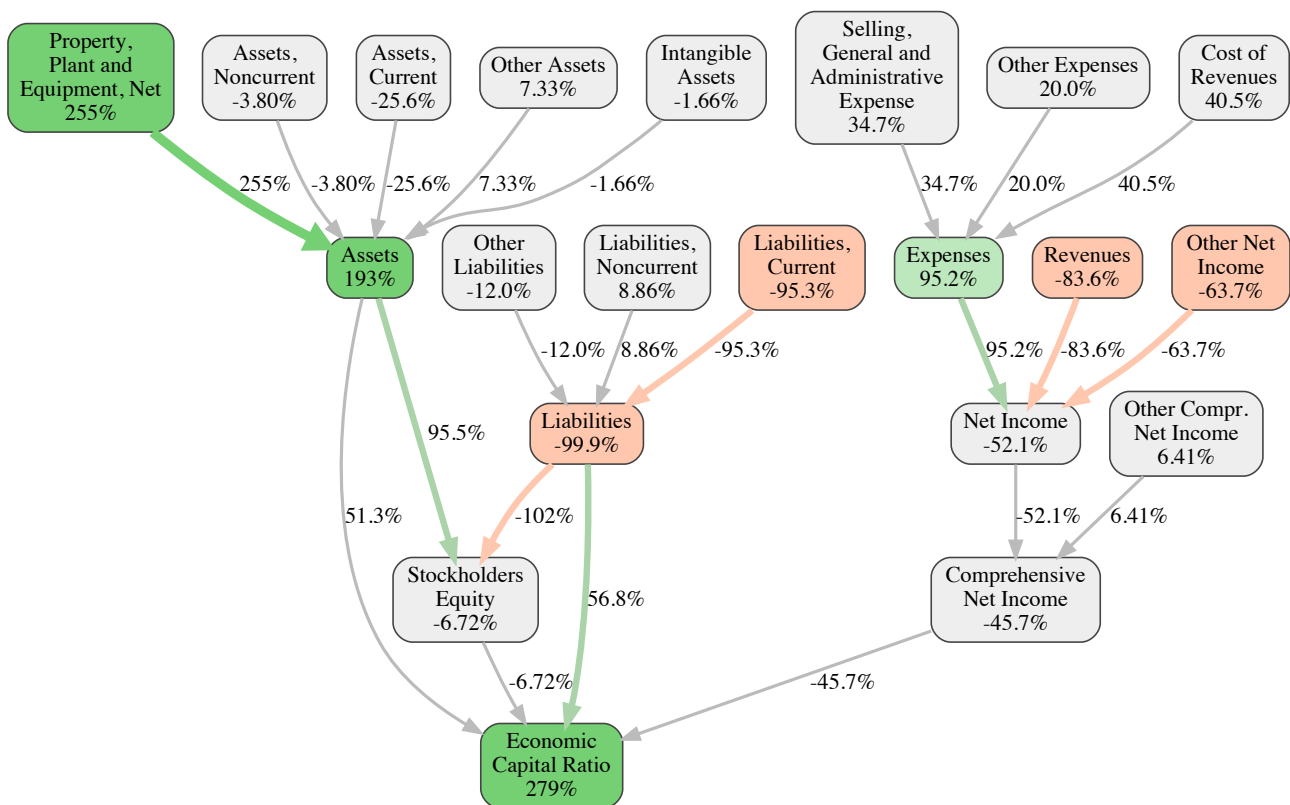 Property,
Plant and
Equipment, Net
255%
Assets,
Noncurrent
-3.80%
Assets,
Current
-25.6%
Other Assets
7.33%
Intangible
Assets
-1.66%
Selling,
General and
Administrative
Expense
34.7%
Other Expenses
20.0%
Cost of
Revenues
40.5%
255%
-3.80%
-25.6%
7.33%
-1.66%
34.7%
20.0%
40.5%
Assets
193%
Other
Liabilities
-12.0%
Liabilities,
Noncurrent
8.86%
Liabilities,
Current
-95.3%
Expenses
95.2%
Revenues
-83.6%
Other Net
Income
-63.7%
-12.0%
8.86%
-95.3%
95.2%
-83.6%
-63.7%
95.5%
Liabilities
-99.9%
Net Income
-52.1%
Other Compr.
Net Income
6.41%
51.3%
-102%
-52.1%
6.41%
Stockholders
Equity
-6.72%
56.8%
Comprehensive
Net Income
-45.7%
-6.72%
-45.7%
Economic
Capital Ratio
279%